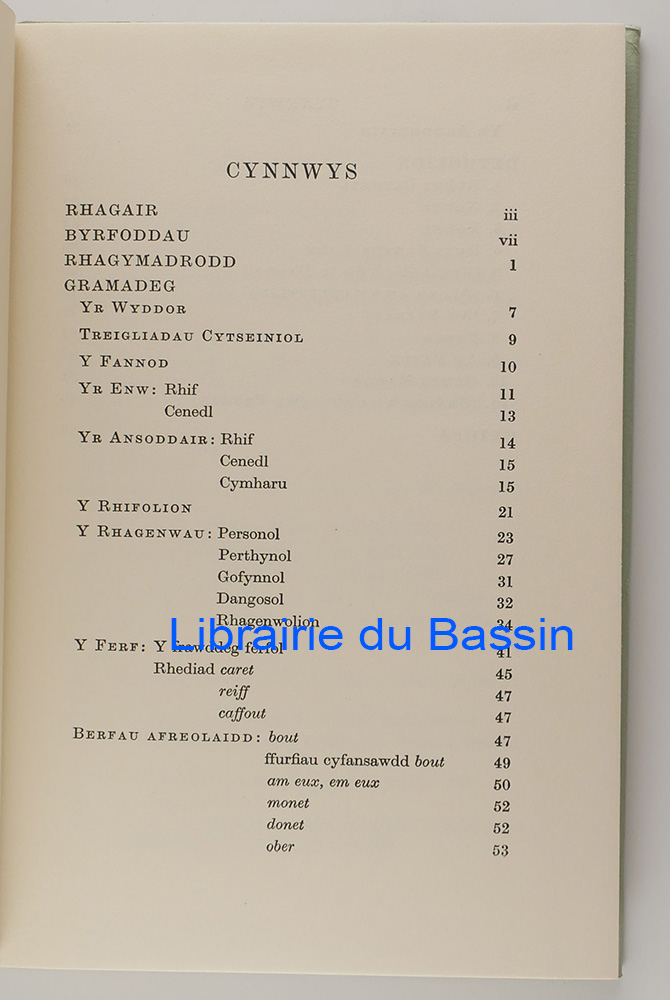 CYNNWYS
RHAGAIR iii
BYRFODDAU vii
RHAGYMADRODD 1
GRAMADEG
YR WYDDOR 7
TREIGLIADAU CYTSEINIOL 9
Y FANNOD 10
YR ENW: Rhif 11
Cenedl 13
YR ANSODDAIR: Rhif 14
Cenedl 15
Cymharu 15
Y RHIFOLION 21
Y RHAGENWAU: Personol 23
Perthynol 27
Gofynnol 31
Dangosol 32
Rhagenwolion 34
Librairie du Bassin
Y FERF: Y frawddeg ferfol 41
Rhediad caret 45
reiff 47
caffout 47
BERFAU AFREOLAIDD: bout 47
ffurfiau cyfansawdd bout 49
am eux, em eux 50
monet 52
donet 52
ober 53